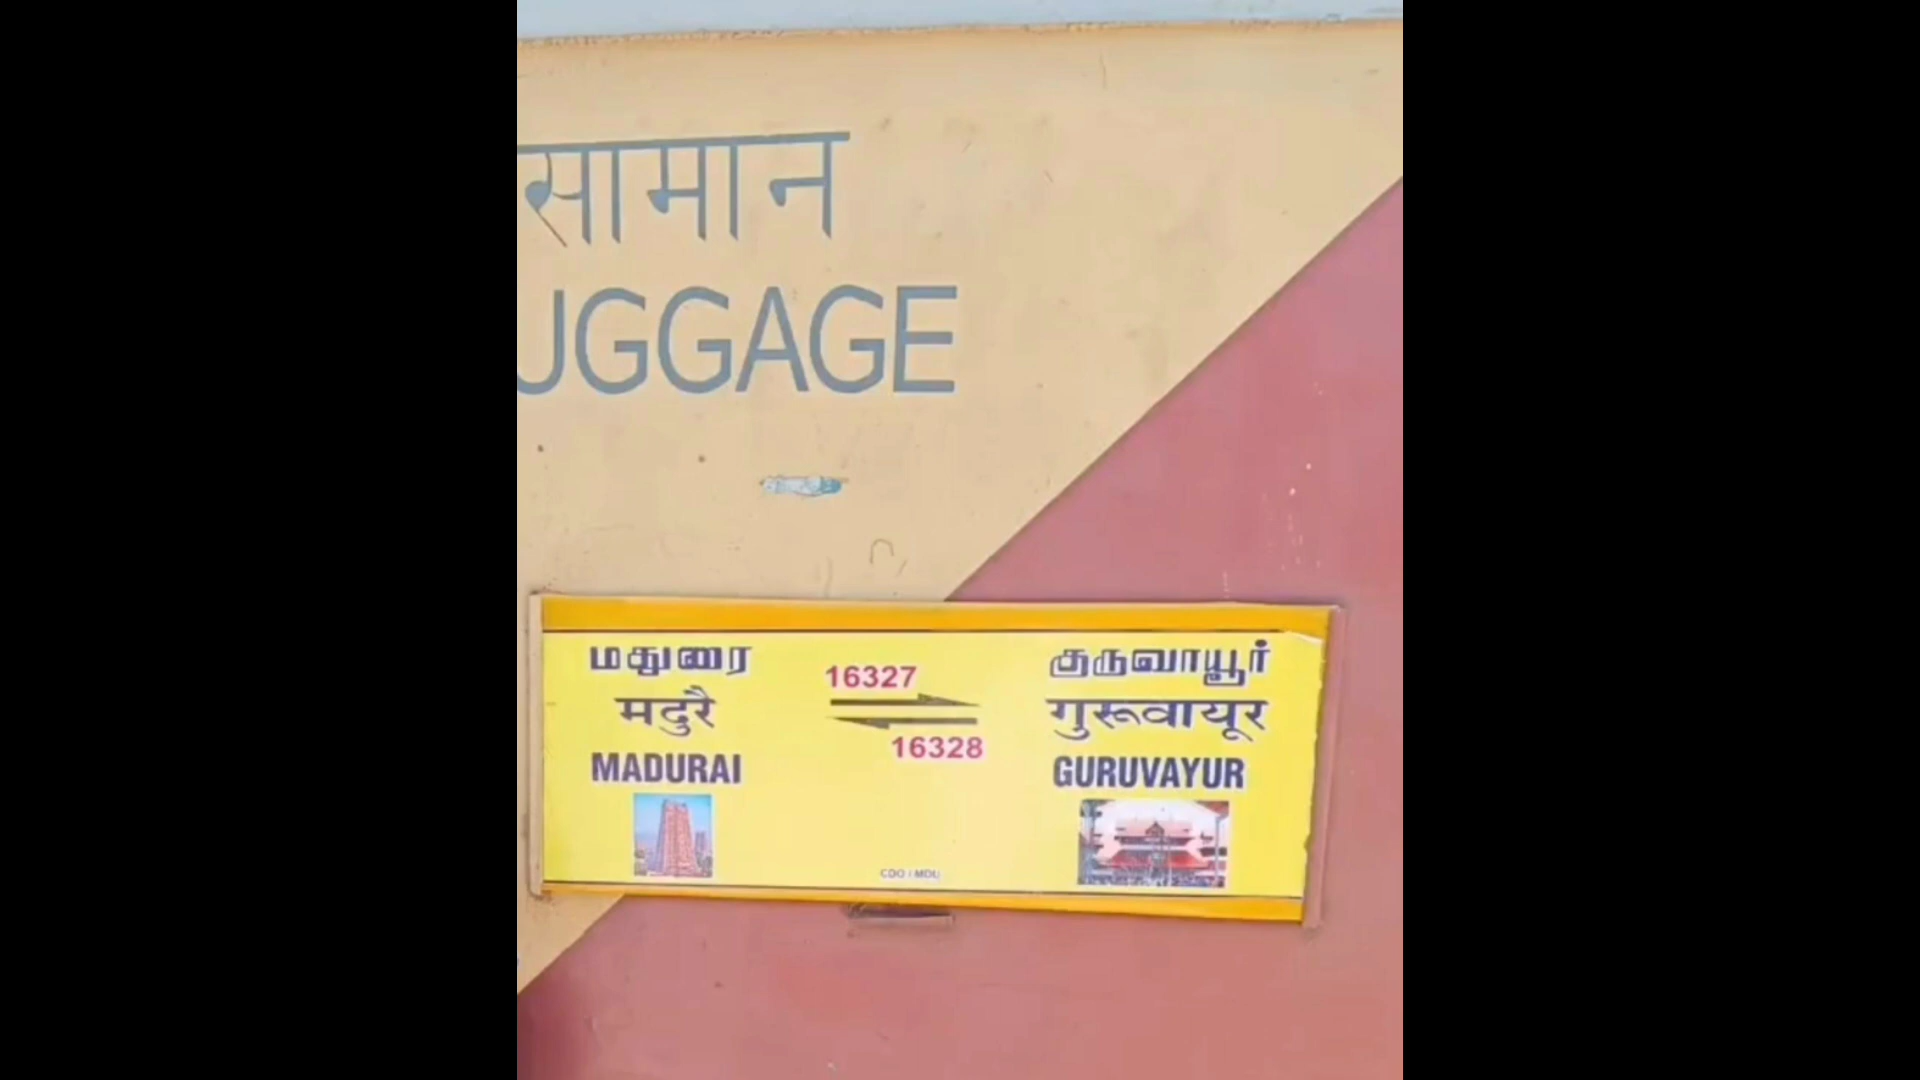 सामान
UGGAGE
மதுரை
मदुरै
MADURAI
16327
16328
குருவாயூர்
गुरूवायूर
GURUVAYUR
CDO / MDU